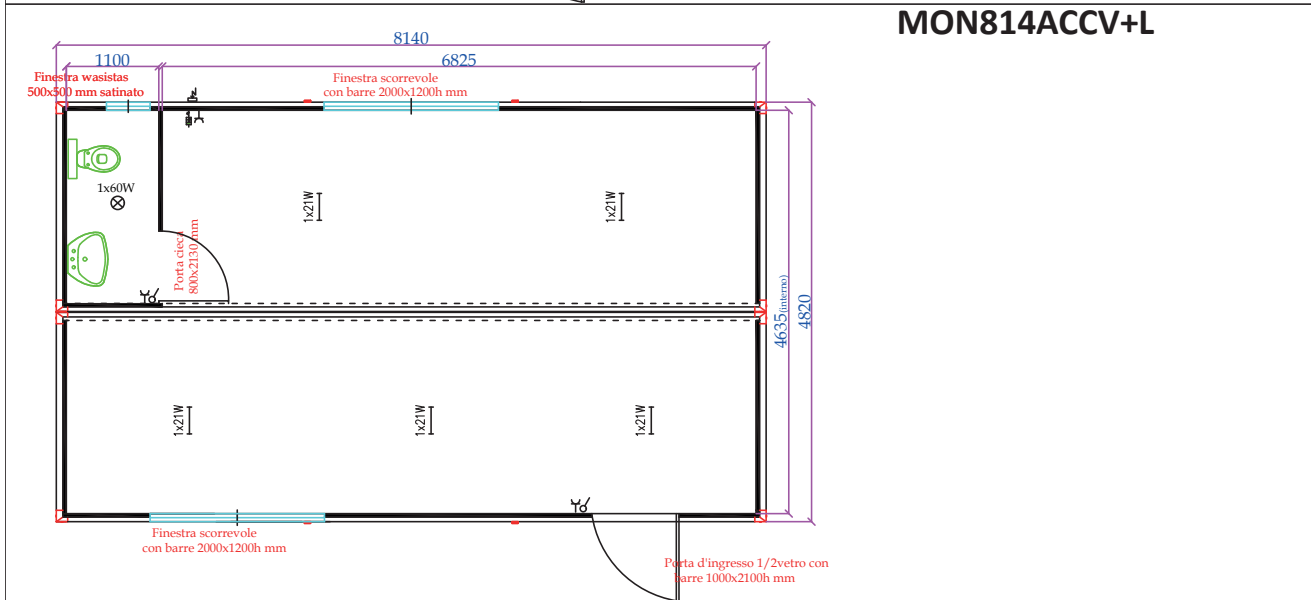 MON814ACCV+L
8140
1100
6825
Finestra wasistas
500x500 mm satinato
Finestra scorrevole
con barre 2000x1200h mm
1x60W
1x21W
1x21W
Porta cieca
800x2130 mm
4635(interno)
4820
1x21W
1x21W
1x21W
Finestra scorrevole
con barre 2000x1200h mm
Porta d'ingresso 1/2vetro con
barre 1000x2100h mm